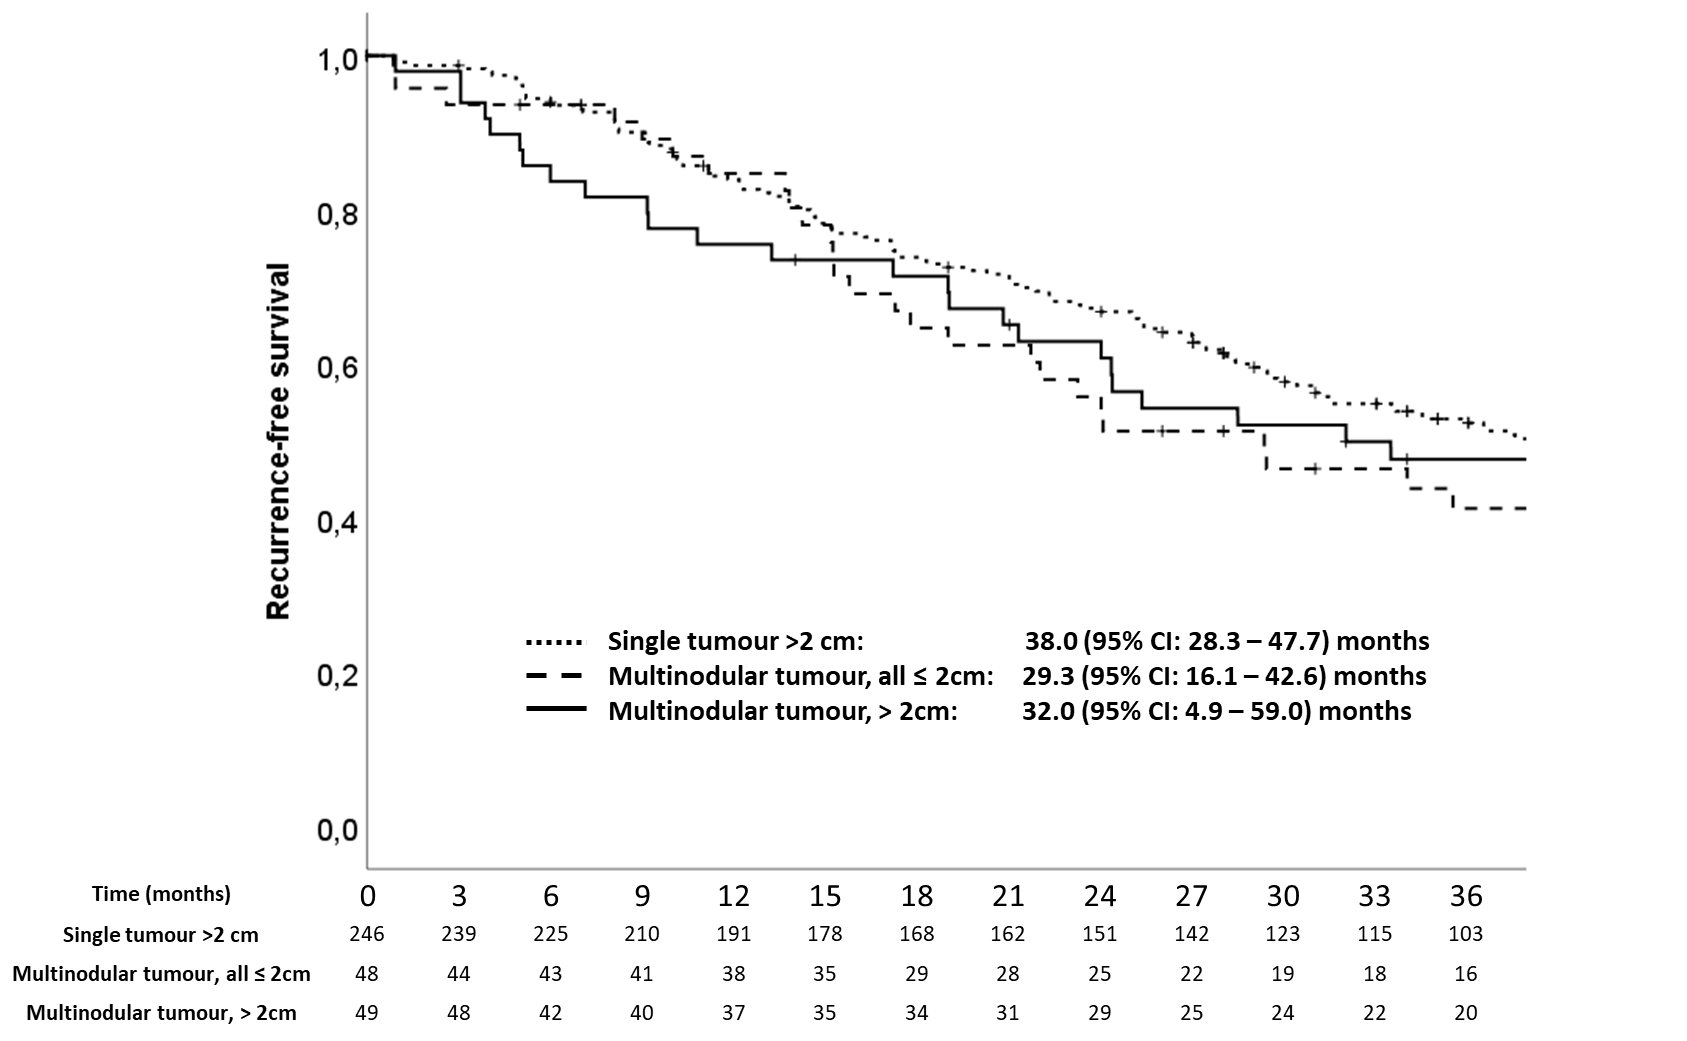 1,0
0,8
0,6
0,4
0,2
0,0
Recurrence-free survival
Single tumour >2 cm: 38.0 (95% CI: 28.3 – 47.7) months
Multinodular tumour, all ≤ 2cm: 29.3 (95% CI: 16.1 – 42.6) months
Multinodular tumour, > 2cm: 32.0 (95% CI: 4.9 – 59.0) months
Time (months) 0 3 6 9 12 15 18 21 24 27 30 33 36
Single tumour >2 cm 246 239 225 210 191 178 168 162 151 142 123 115 103
Multinodular tumour, all ≤ 2cm 48 44 43 41 38 35 29 28 25 22 19 18 16
Multinodular tumour, > 2cm 49 48 42 40 37 35 34 31 29 25 24 22 20